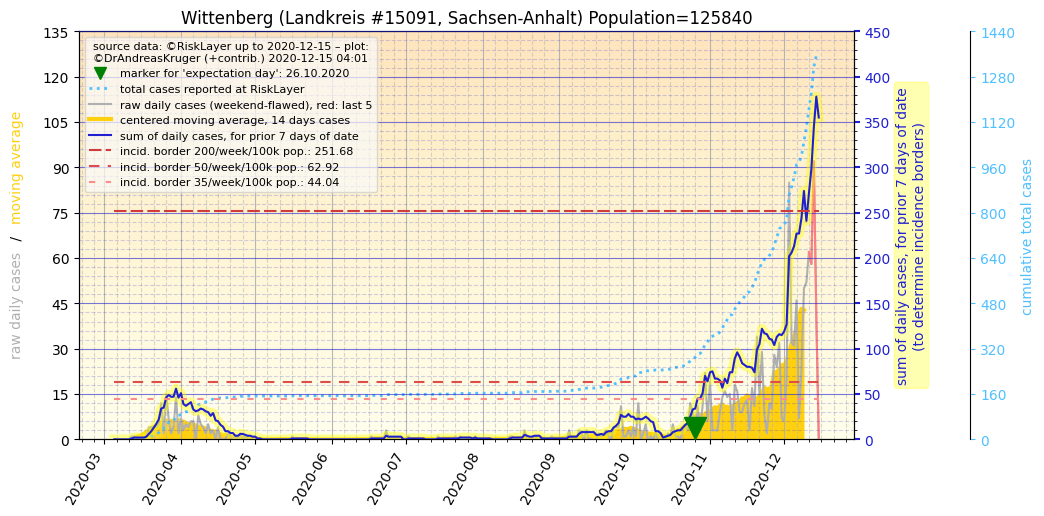 Wittenberg (Landkreis #15091, Sachsen-Anhalt) Population=125840
source data: ©RiskLayer up to 2020-12-15 – plot:
©DrAndreasKruger (+contrib.) 2020-12-15 04:01
marker for 'expectation day': 26.10.2020
total cases reported at RiskLayer
raw daily cases (weekend-flawed), red: last 5
centered moving average, 14 days cases
sum of daily cases, for prior 7 days of date
incid. border 200/week/100k pop.: 251.68
incid. border 50/week/100k pop.: 62.92
incid. border 35/week/100k pop.: 44.04
raw daily cases / moving average
135
120
105
90
75
60
45
30
15
0
2020-03
2020-04
2020-05
2020-06
2020-07
2020-08
2020-09
2020-10
2020-11
2020-12
450
400
350
300
250
200
150
100
50
0
sum of daily cases, for prior 7 days of date
(to determine incidence borders)
1440
1280
1120
960
800
640
480
320
160
0
cumulative total cases